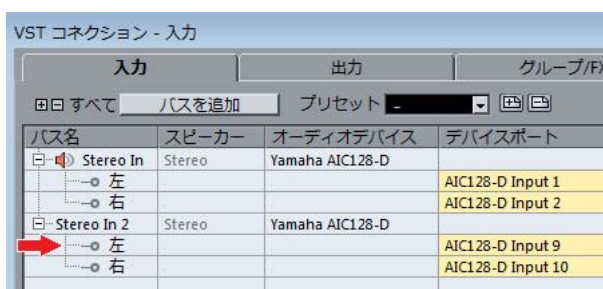 VST コネクション - 入力
入力 出力 グループ/F
すべて バスを追加 プリセット -
バス名 スピーカー オーディオデバイス デバイスポート
Stereo In Stereo Yamaha AIC128-D
左 AIC128-D Input 1
右 AIC128-D Input 2
Stereo In 2 Stereo Yamaha AIC128-D
左 AIC128-D Input 9
右 AIC128-D Input 10